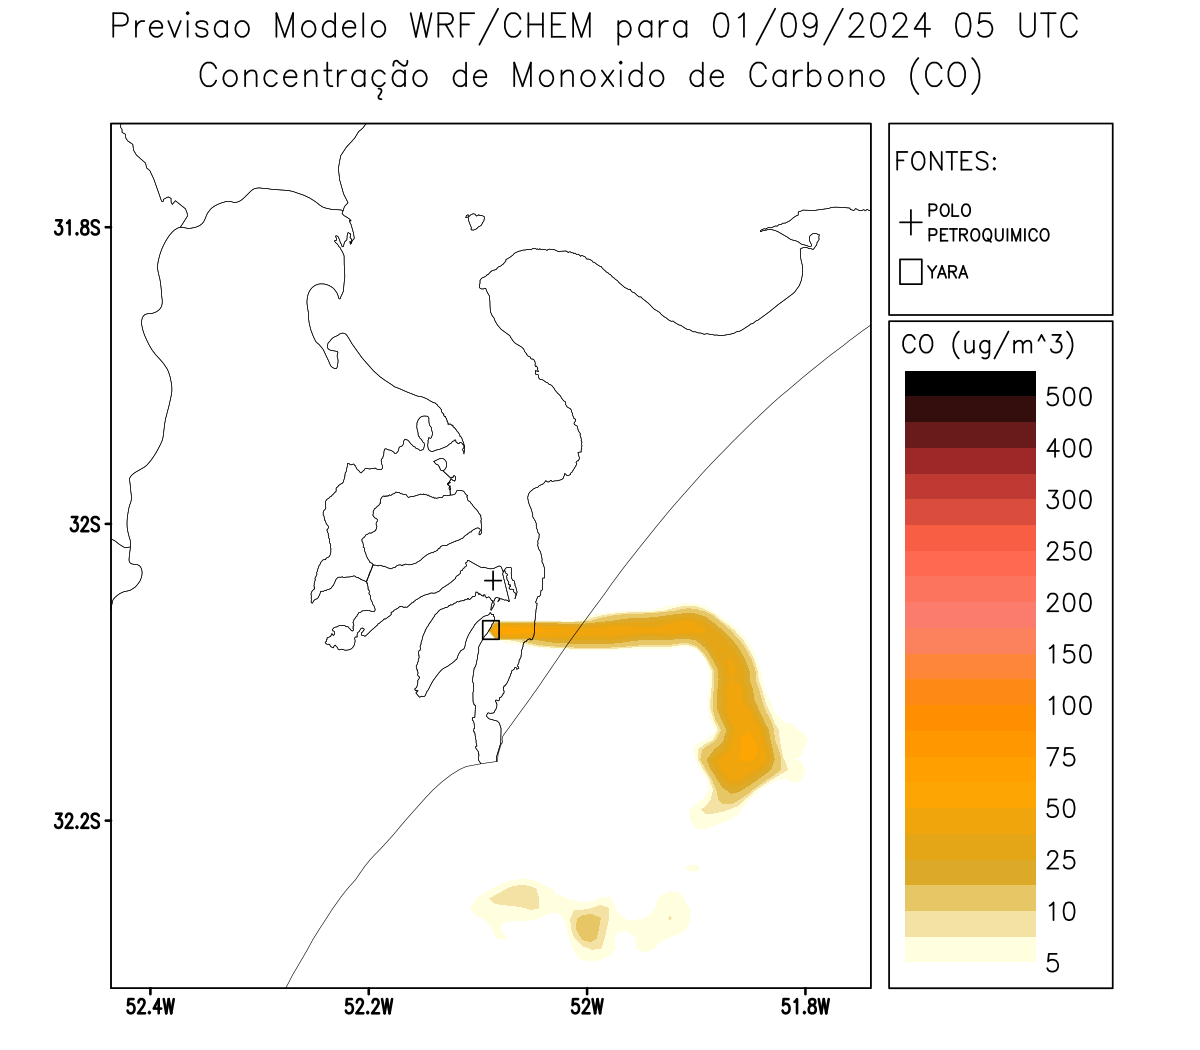 Previsao Modelo WRF/CHEM para 01/09/2024 05 UTC
Concentração de Monoxido de Carbono (CO)
FONTES:
POLO
PETROQUIMICO
YARA
CO (ug/m^3)
500
400
300
250
200
150
100
75
50
25
10
5
31.8S
32S
32.2S
52.4W
52.2W
52W
51.8W